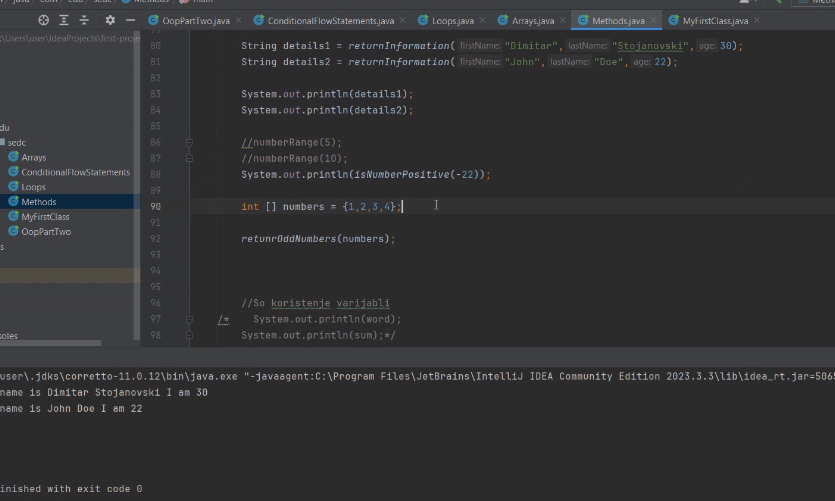 java com edu sedc Methods main
OopPartTwo.java ConditionalFlowStatements.java Loops.java Arrays.java Methods.java MyFirstClass.java
:\Users\user\IdeaProjects\first-proje
80 String details1 = returnInformation( firstName: "Dimitar", lastName: "Stojanovski", age: 30);
81 String details2 = returnInformation( firstName: "John", lastName: "Doe", age: 22);
82
83 System.out.println(details1);
84 System.out.println(details2);
85
86 //numberRange(5);
87 //numberRange(10);
88 System.out.println(isNumberPositive(-22));
89
90 int [] numbers = {1,2,3,4};
91
92 retunrOddNumbers(numbers);
93
94
95
96 //So koristenje varijabli
97 /* System.out.println(word);
98 System.out.println(sum);*/
du
sedc
Arrays
ConditionalFlowStatements
Loops
Methods
MyFirstClass
OopPartTwo
s
soles
user\.jdks\corretto-11.0.12\bin\java.exe "-javaagent:C:\Program Files\JetBrains\IntelliJ IDEA Community Edition 2023.3.3\lib\idea_rt.jar=5065
name is Dimitar Stojanovski I am 30
name is John Doe I am 22
inished with exit code 0